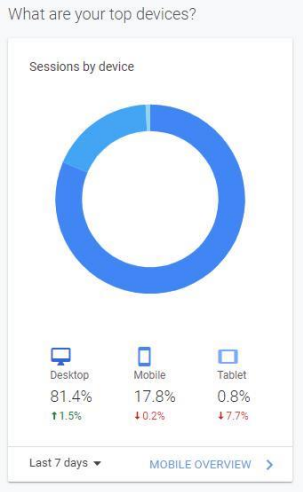 What are your top devices?
Sessions by device
Desktop Mobile Tablet
81.4% 17.8% 0.8%
↑1.5% ↓0.2% ↓7.7%
Last 7 days MOBILE OVERVIEW